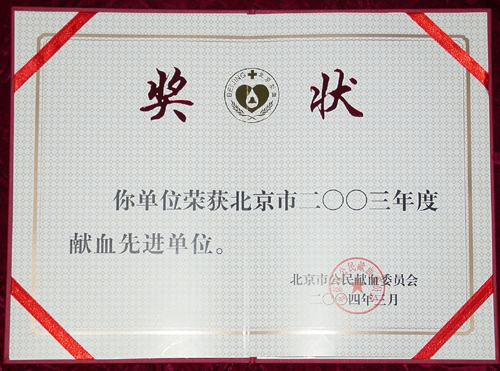 奖 状
BEIJING
你单位荣获北京市二〇〇三年度
献血先进单位。
北京市公民献血委员会
二〇〇四年三月